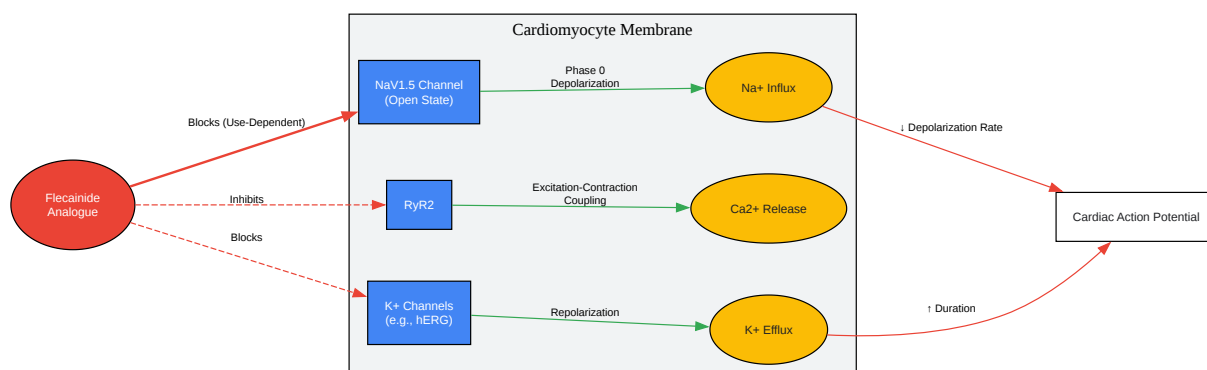 Cardiomyocyte Membrane
NaV1.5 Channel
(Open State)
Phase 0
Depolarization
Na+ Influx
Blocks (Use-Dependent)
↓ Depolarization Rate
Flecainide
Analogue
Inhibits
RyR2
Excitation-Contraction
Coupling
Ca2+ Release
Cardiac Action Potential
Blocks
K+ Channels
(e.g., hERG)
Repolarization
K+ Efflux
↑ Duration